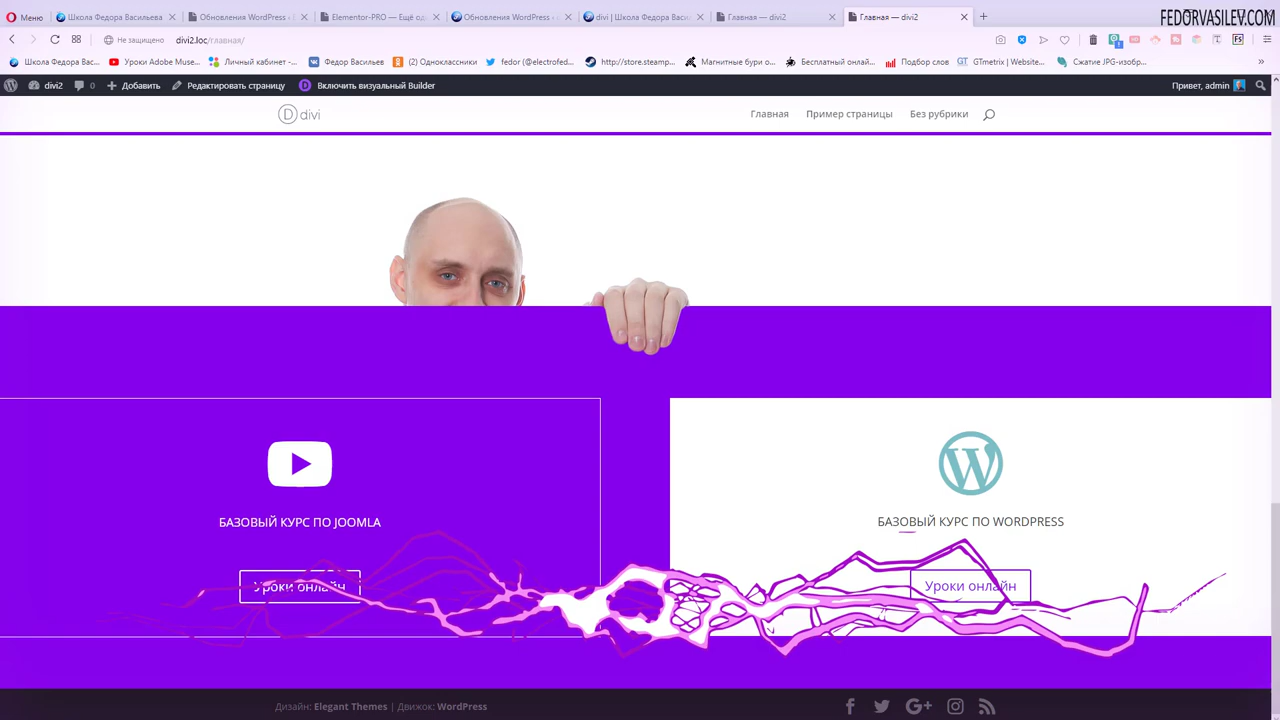 Меню
Школа Федора Васильева
Обновления WordPress
Elementor-PRO — Ещё од
Обновления WordPress
divi | Школа Федора Вас
Главная — divi2
Главная — divi2
FEDORVASILEV.COM
Не защищено
divi2.loc/главная/
Школа Федора Вас...
Уроки Adobe Muse...
Личный кабинет -...
Федор Васильев
(2) Одноклассники
fedor (@electrofed...
http://store.steamp...
Магнитные бури о...
Бесплатный онлай...
Подбор слов
GTmetrix | Website...
Сжатие JPG-изобр...
divi2
0
Добавить
Редактировать страницу
Включить визуальный Builder
Привет, admin
divi
Главная
Пример страницы
Без рубрики
БАЗОВЫЙ КУРС ПО JOOMLA
Уроки онлайн
БАЗОВЫЙ КУРС ПО WORDPRESS
Уроки онлайн
Дизайн: Elegant Themes | Движок: WordPress